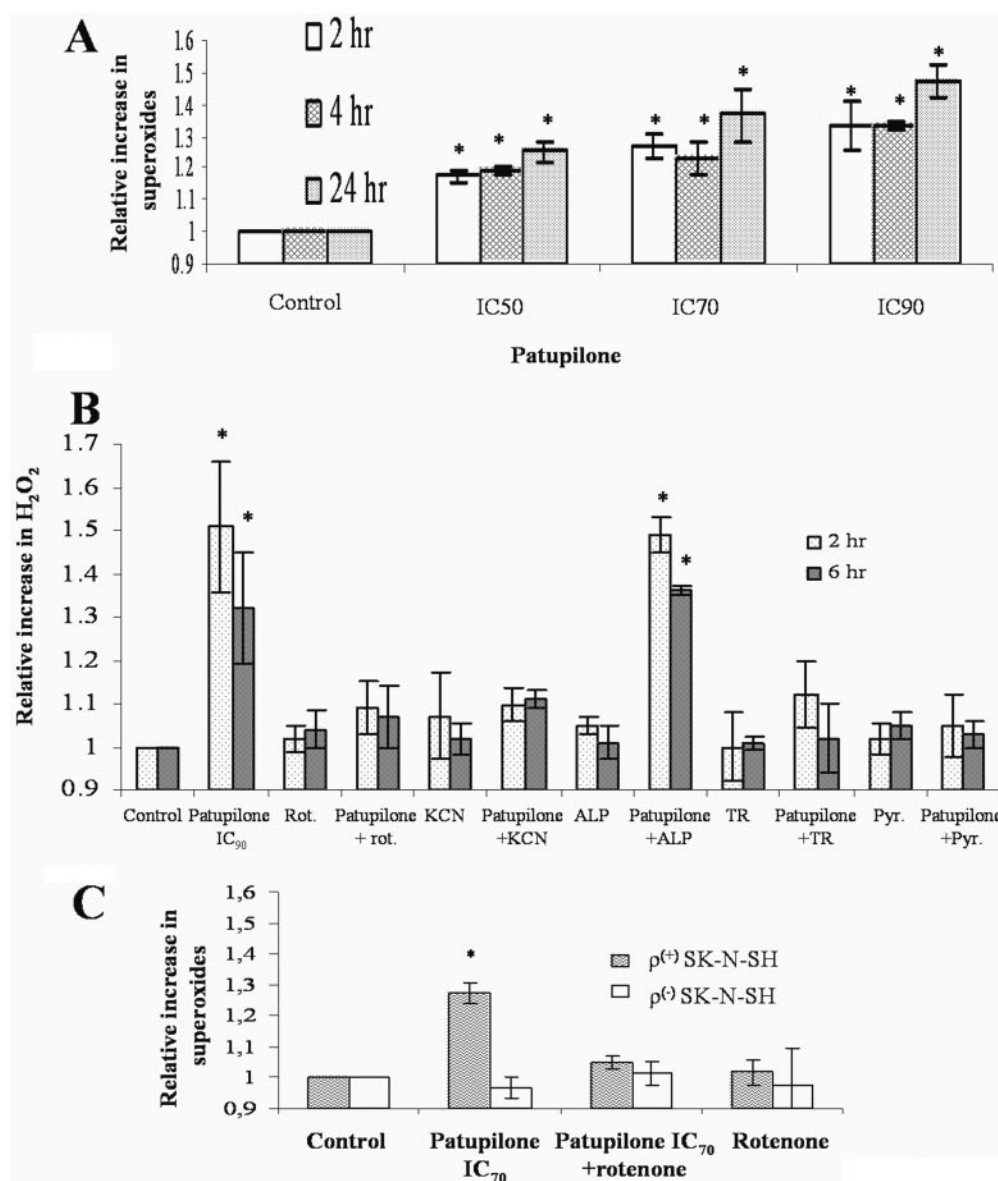 A
Relative increase in
superoxides
1.6
1.5
1.4
1.3
1.2
1.1
1
0.9
2 hr
4 hr
24 hr
* * *
* * *
* * *
Control IC50 IC70 IC90
Patupilone
B
Relative increase in H₂O₂
1.7
1.6
1.5
1.4
1.3
1.2
1.1
1
0.9
* *
* *
2 hr
6 hr
Control Patupilone Rot. Patupilone KCN Patupilone ALP Patupilone TR Patupilone Pyr. Patupilone
IC₉₀ + rot. +KCN +ALP +TR +Pyr.
C
Relative increase in
superoxides
1,6
1,5
1,4
1,3
1,2
1,1
1
0,9
*
ρ⁽⁺⁾ SK-N-SH
ρ⁽⁻⁾ SK-N-SH
Control Patupilone Patupilone IC₇₀ Rotenone
IC₇₀ +rotenone